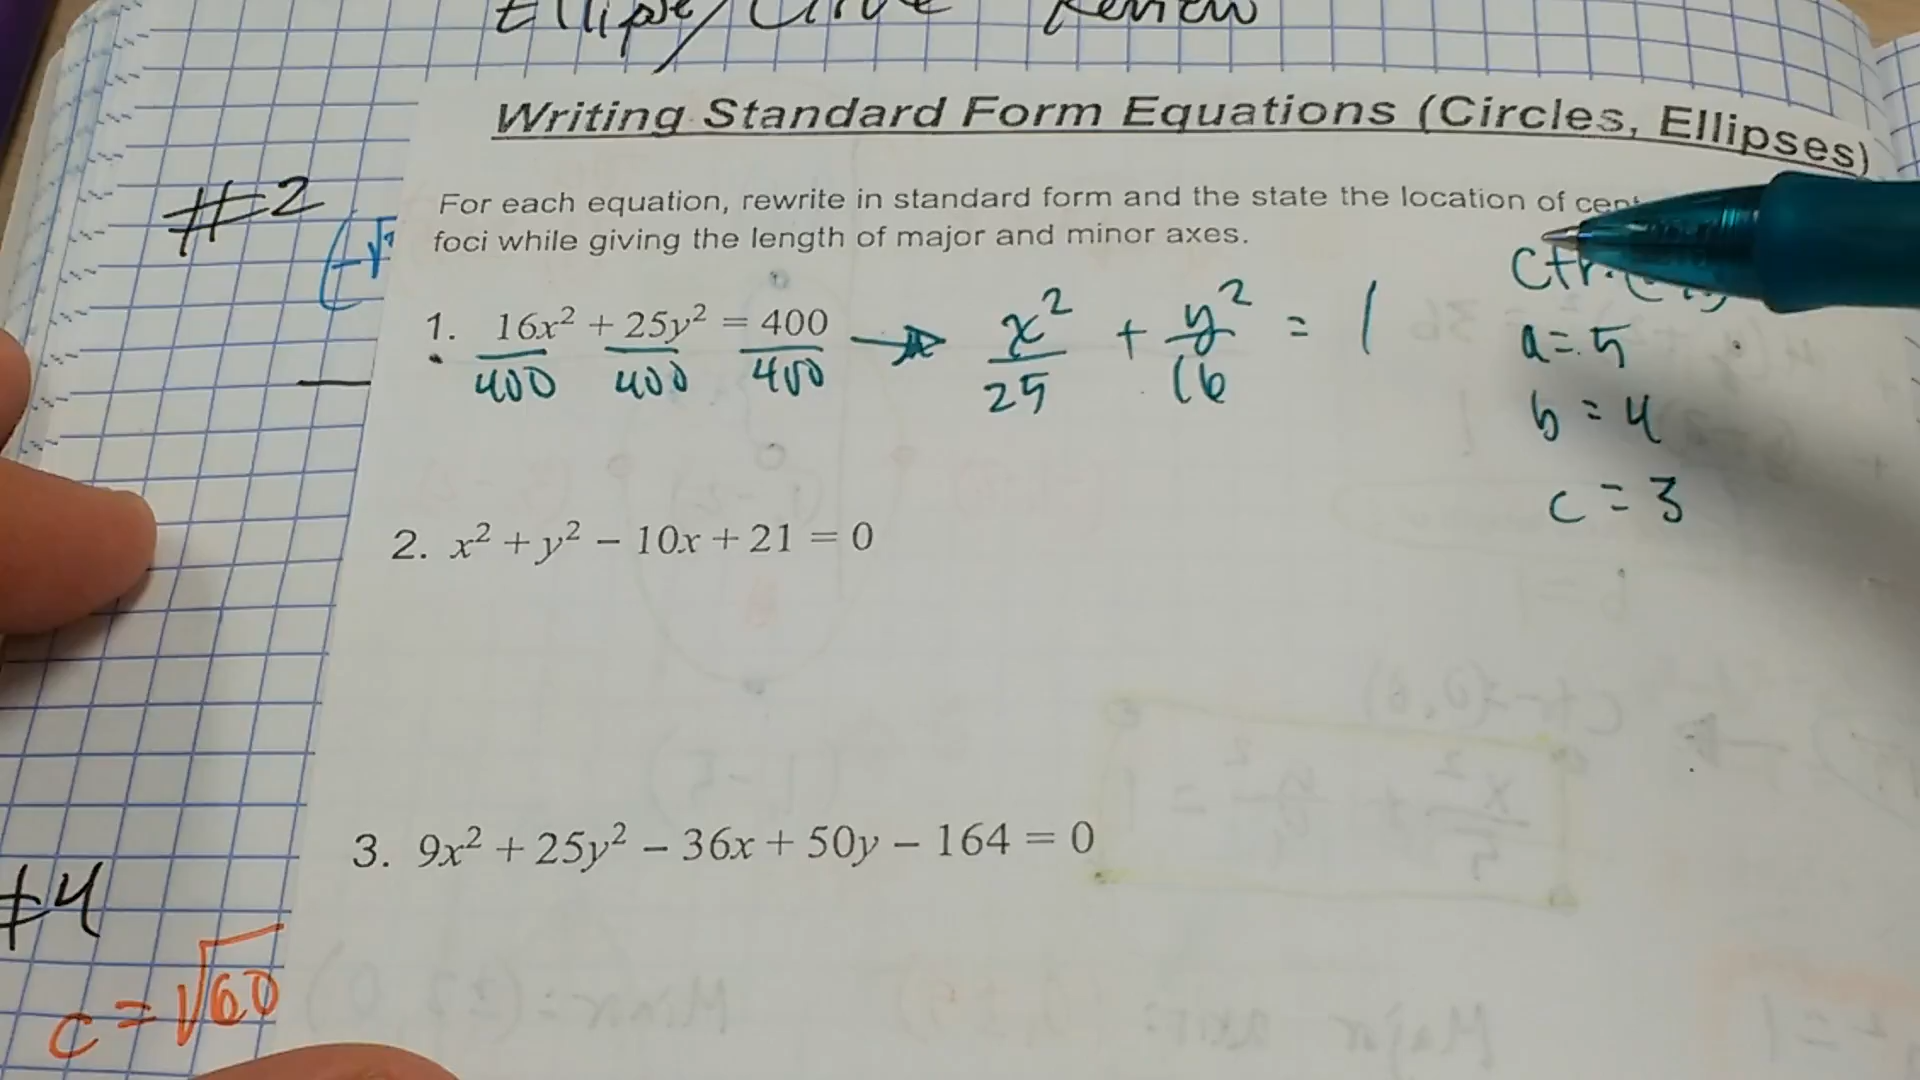 Ellipse/Circle Review
Writing Standard Form Equations (Circles, Ellipses)
#2
For each equation, rewrite in standard form and the state the location of
foci while giving the length of major and minor axes.
Ctr.
1. 16x² + 25y² = 400 → x²/25 + y²/16 = 1
400 400 400
a = 5
b = 4
c = 3
2. x² + y² − 10x + 21 = 0
3. 9x² + 25y² − 36x + 50y − 164 = 0
#4
c = √60